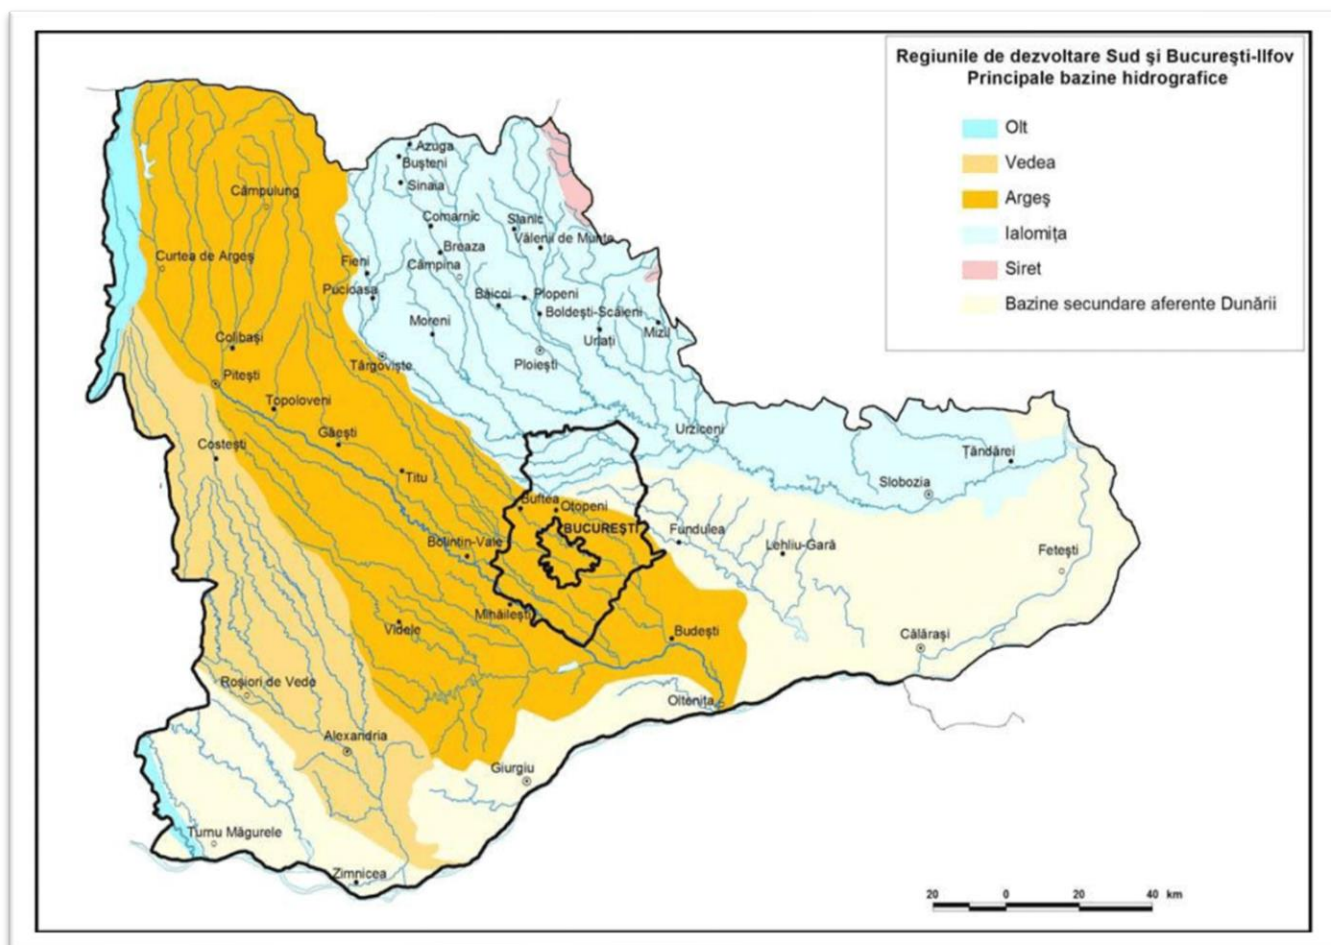 Regiunile de dezvoltare Sud şi Bucureşti-Ilfov
Principale bazine hidrografice
Olt
Vedea
Argeş
Ialomiţa
Siret
Bazine secundare aferente Dunării
Azuga
Buşteni
Sinaia
Câmpulung
Comarnic
Slanic
Vălenii de Munte
Breaza
Curtea de Argeş
Fieni
Câmpina
Pucioasa
Băicoi
Plopeni
Boldeşti-Scăieni
Moreni
Urlaţi
Mizil
Colibaşi
Târgovişte
Ploieşti
Piteşti
Topoloveni
Găeşti
Urziceni
Costeşti
Ţăndărei
Titu
Slobozia
Buftea
Otopeni
BUCUREŞTI
Fundulea
Bolintin-Vale
Lehliu-Gară
Feteşti
Mihăileşti
Videle
Budeşti
Călăraşi
Roşiori de Vede
Olteniţa
Alexandria
Giurgiu
Turnu Măgurele
Zimnicea
20 0 20 40 km